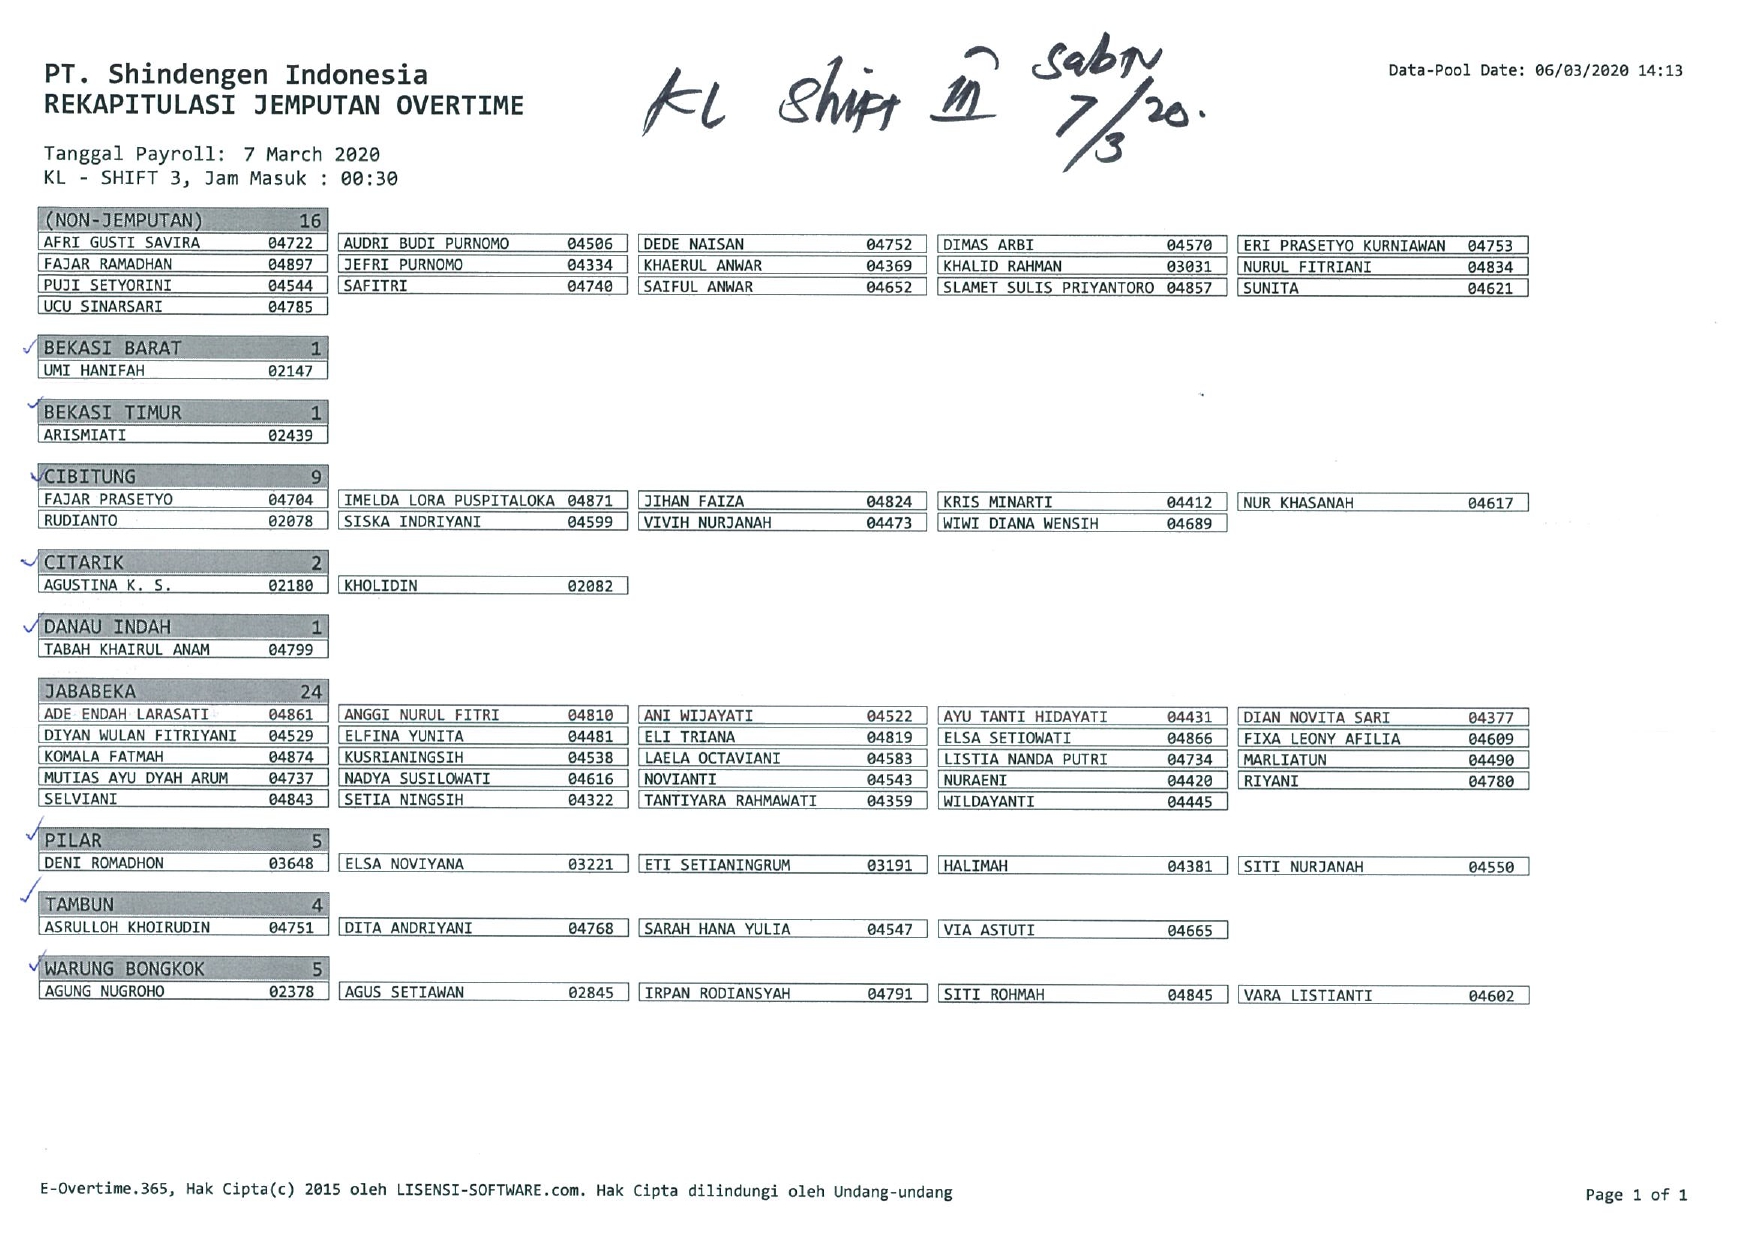 PT. Shindengen Indonesia
REKAPITULASI JEMPUTAN OVERTIME
KL Shift III Sabtu 7/3/20.
Data-Pool Date: 06/03/2020 14:13
Tanggal Payroll: 7 March 2020
KL - SHIFT 3, Jam Masuk : 00:30
(NON-JEMPUTAN) 16
AFRI GUSTI SAVIRA 04722 AUDRI BUDI PURNOMO 04506 DEDE NAISAN 04752 DIMAS ARBI 04570 ERI PRASETYO KURNIAWAN 04753
FAJAR RAMADHAN 04897 JEFRI PURNOMO 04334 KHAERUL ANWAR 04369 KHALID RAHMAN 03031 NURUL FITRIANI 04834
PUJI SETYORINI 04544 SAFITRI 04740 SAIFUL ANWAR 04652 SLAMET SULIS PRIYANTORO 04857 SUNITA 04621
UCU SINARSARI 04785
BEKASI BARAT 1
UMI HANIFAH 02147
BEKASI TIMUR 1
ARISMIATI 02439
CIBITUNG 9
FAJAR PRASETYO 04704 IMELDA LORA PUSPITALOKA 04871 JIHAN FAIZA 04824 KRIS MINARTI 04412 NUR KHASANAH 04617
RUDIANTO 02078 SISKA INDRIYANI 04599 VIVIH NURJANAH 04473 WIWI DIANA WENSIH 04689
CITARIK 2
AGUSTINA K. S. 02180 KHOLIDIN 02082
DANAU INDAH 1
TABAH KHAIRUL ANAM 04799
JABABEKA 24
ADE ENDAH LARASATI 04861 ANGGI NURUL FITRI 04810 ANI WIJAYATI 04522 AYU TANTI HIDAYATI 04431 DIAN NOVITA SARI 04377
DIYAN WULAN FITRIYANI 04529 ELFINA YUNITA 04481 ELI TRIANA 04819 ELSA SETIOWATI 04866 FIXA LEONY AFILIA 04609
KOMALA FATMAH 04874 KUSRIANINGSIH 04538 LAELA OCTAVIANI 04583 LISTIA NANDA PUTRI 04734 MARLIATUN 04490
MUTIAS AYU DYAH ARUM 04737 NADYA SUSILOWATI 04616 NOVIANTI 04543 NURAENI 04420 RIYANI 04780
SELVIANI 04843 SETIA NINGSIH 04322 TANTIYARA RAHMAWATI 04359 WILDAYANTI 04445
PILAR 5
DENI ROMADHON 03648 ELSA NOVIYANA 03221 ETI SETIANINGRUM 03191 HALIMAH 04381 SITI NURJANAH 04550
TAMBUN 4
ASRULLOH KHOIRUDIN 04751 DITA ANDRIYANI 04768 SARAH HANA YULIA 04547 VIA ASTUTI 04665
WARUNG BONGKOK 5
AGUNG NUGROHO 02378 AGUS SETIAWAN 02845 IRPAN RODIANSYAH 04791 SITI ROHMAH 04845 VARA LISTIANTI 04602
E-Overtime.365, Hak Cipta(c) 2015 oleh LISENSI-SOFTWARE.com. Hak Cipta dilindungi oleh Undang-undang
Page 1 of 1